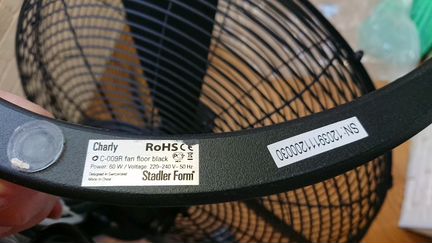 Charly
RoHS CE
C-009R fan floor black
Power: 60 W / Voltage: 220-240 V~ 50 Hz
Designed in Switzerland
Made in China
Stadler Form
SN: 1203911200030